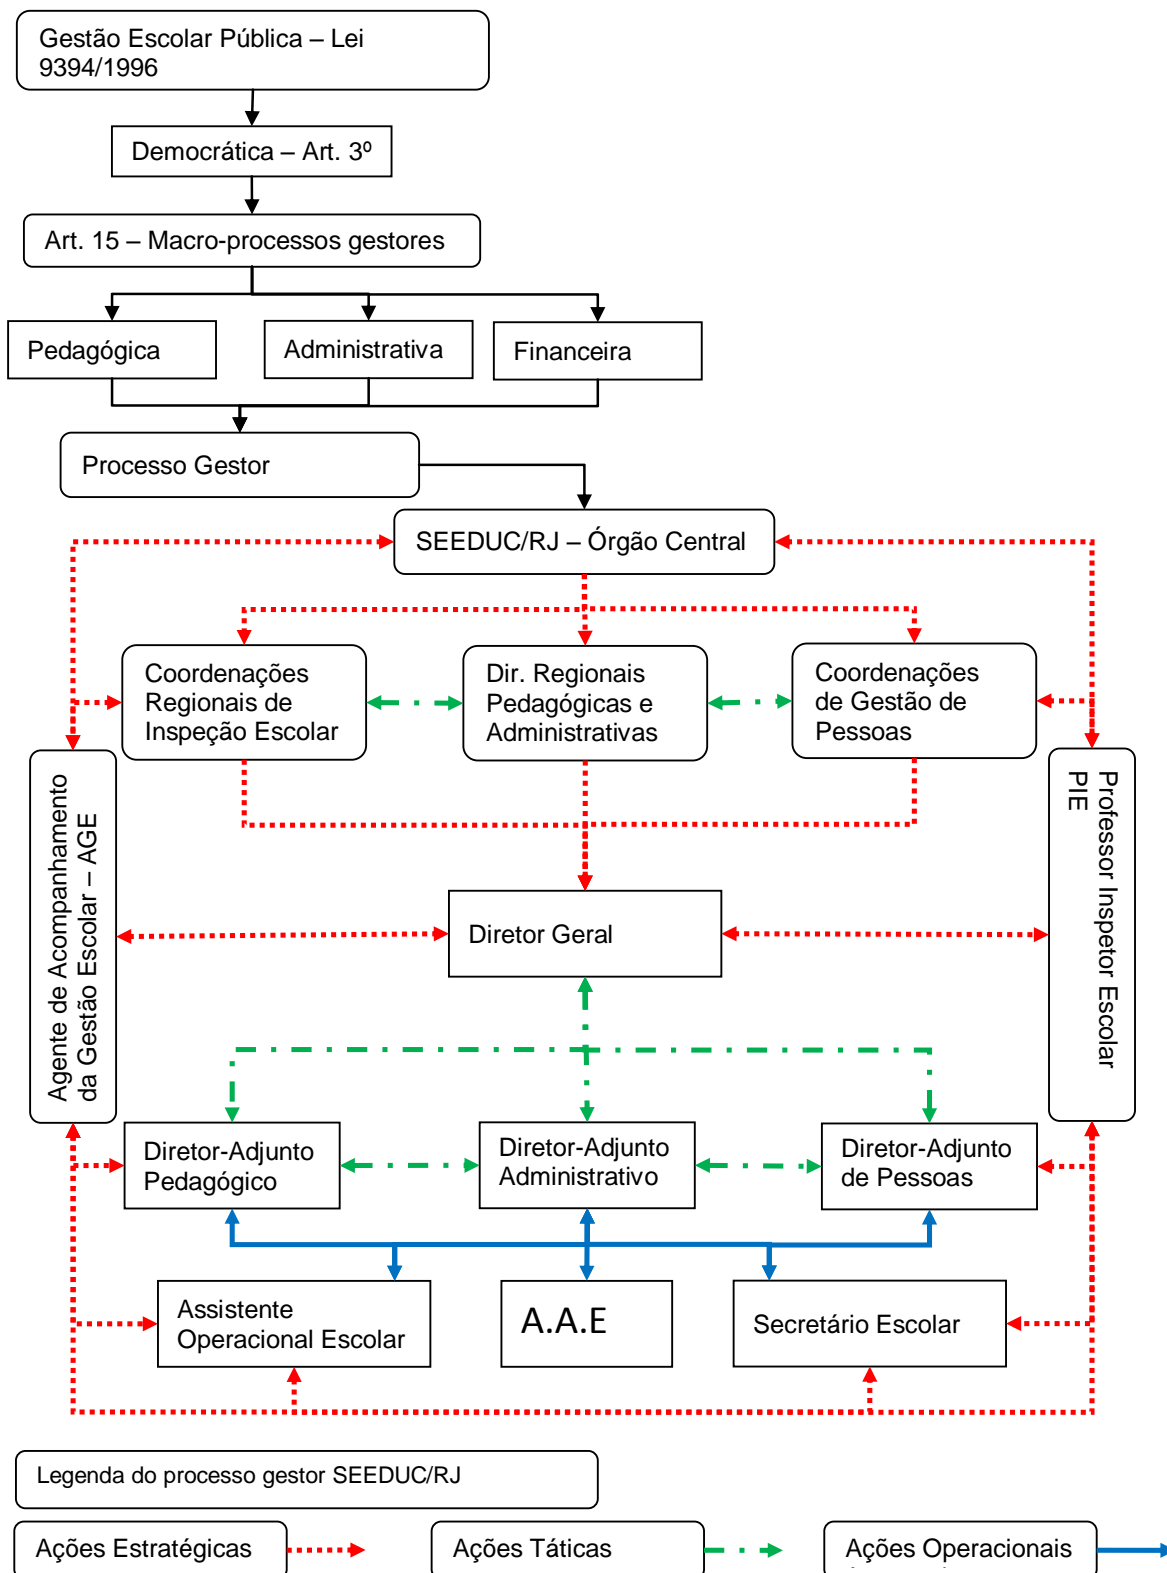 Gestão Escolar Pública – Lei
9394/1996
Democrática – Art. 3º
Art. 15 – Macro-processos gestores
Pedagógica
Administrativa
Financeira
Processo Gestor
SEEDUC/RJ – Órgão Central
Coordenações
Regionais de
Inspeção Escolar
Dir. Regionais
Pedagógicas e
Administrativas
Coordenações
de Gestão de
Pessoas
Agente de Acompanhamento
da Gestão Escolar – AGE
Professor Inspetor Escolar
PIE
Diretor Geral
Diretor-Adjunto
Pedagógico
Diretor-Adjunto
Administrativo
Diretor-Adjunto
de Pessoas
Assistente
Operacional Escolar
A.A.E
Secretário Escolar
Legenda do processo gestor SEEDUC/RJ
Ações Estratégicas
Ações Táticas
Ações Operacionais